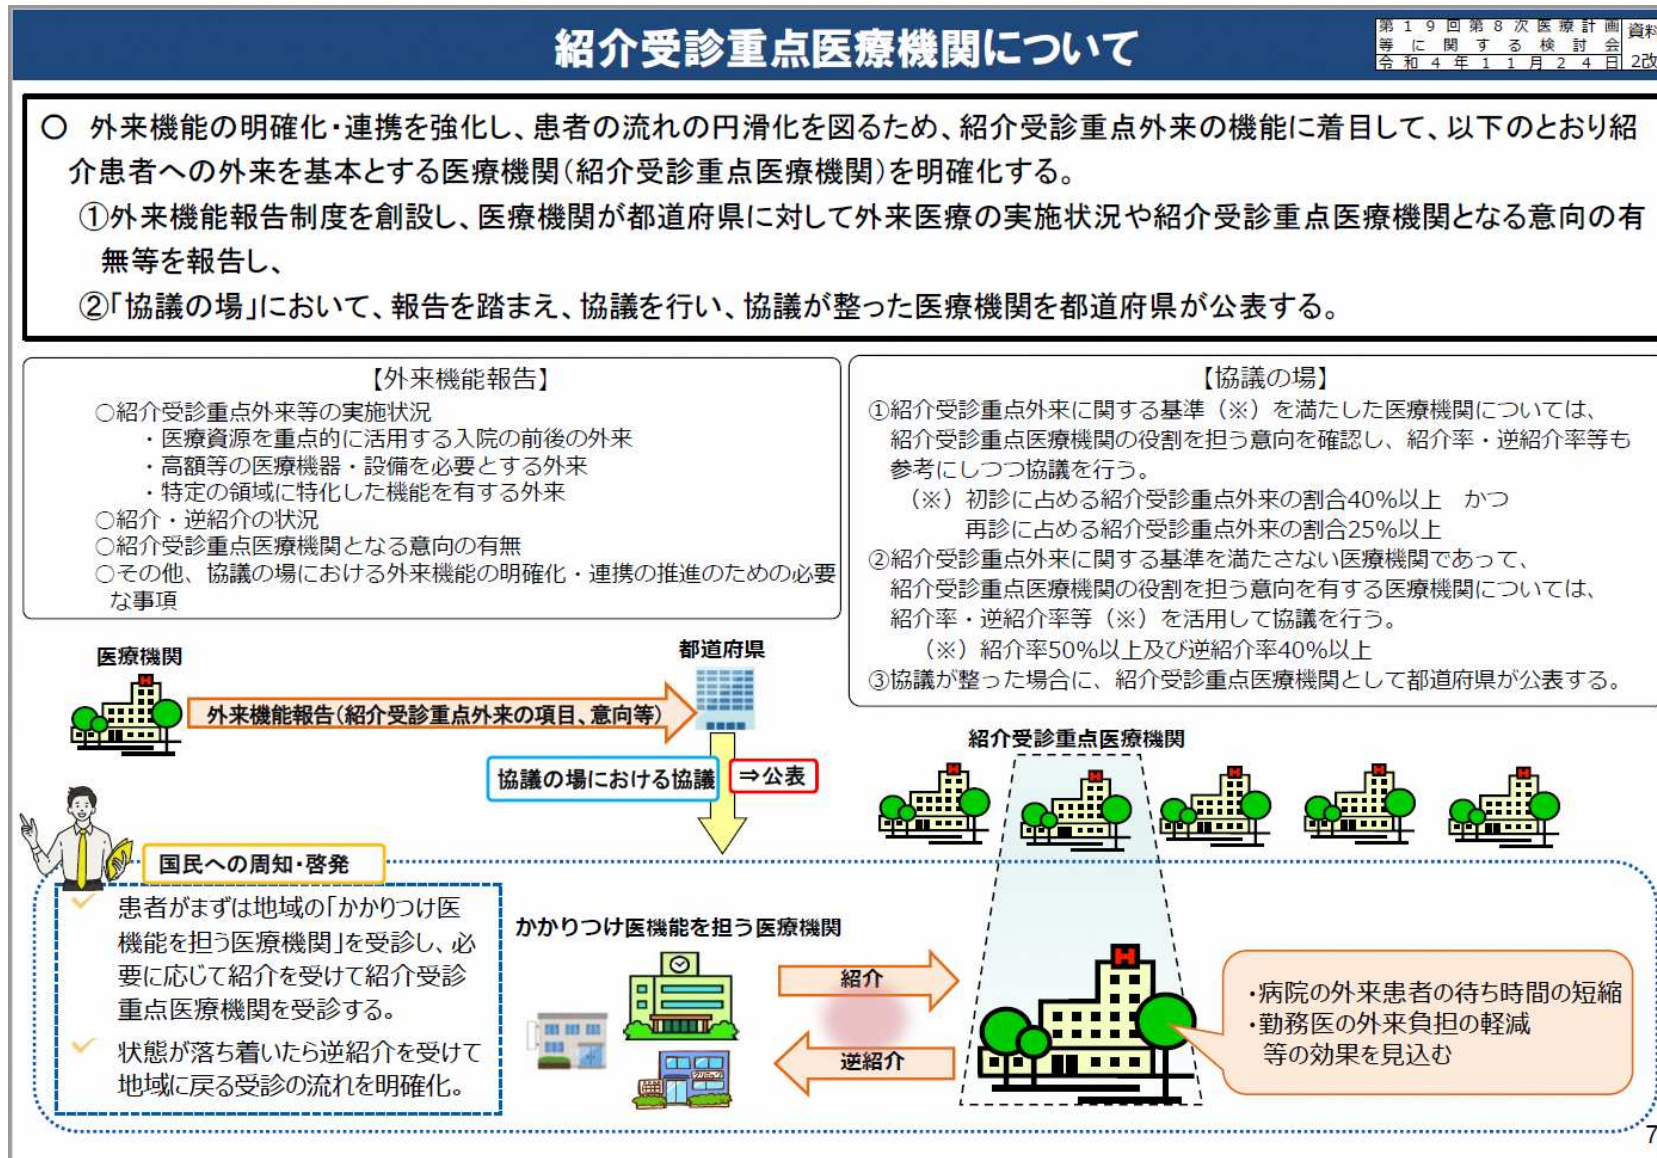 紹介受診重点医療機関について
第19回第8次医療計画
等に関する検討会
令和4年11月24日
資料
2改
○ 外来機能の明確化・連携を強化し、患者の流れの円滑化を図るため、紹介受診重点外来の機能に着目して、以下のとおり紹
介患者への外来を基本とする医療機関(紹介受診重点医療機関)を明確化する。
①外来機能報告制度を創設し、医療機関が都道府県に対して外来医療の実施状況や紹介受診重点医療機関となる意向の有
無等を報告し、
②「協議の場」において、報告を踏まえ、協議を行い、協議が整った医療機関を都道府県が公表する。
【外来機能報告】
○紹介受診重点外来等の実施状況
・医療資源を重点的に活用する入院の前後の外来
・高額等の医療機器・設備を必要とする外来
・特定の領域に特化した機能を有する外来
○紹介・逆紹介の状況
○紹介受診重点医療機関となる意向の有無
○その他、協議の場における外来機能の明確化・連携の推進のための必要
な事項
【協議の場】
①紹介受診重点外来に関する基準(※)を満たした医療機関については、
紹介受診重点医療機関の役割を担う意向を確認し、紹介率・逆紹介率等も
参考にしつつ協議を行う。
(※)初診に占める紹介受診重点外来の割合40%以上 かつ
再診に占める紹介受診重点外来の割合25%以上
②紹介受診重点外来に関する基準を満たさない医療機関であって、
紹介受診重点医療機関の役割を担う意向を有する医療機関については、
紹介率・逆紹介率等(※)を活用して協議を行う。
(※)紹介率50%以上及び逆紹介率40%以上
③協議が整った場合に、紹介受診重点医療機関として都道府県が公表する。
医療機関
都道府県
外来機能報告(紹介受診重点外来の項目、意向等)
協議の場における協議
⇒公表
紹介受診重点医療機関
国民への周知・啓発
患者がまずは地域の「かかりつけ医
機能を担う医療機関」を受診し、必
要に応じて紹介を受けて紹介受診
重点医療機関を受診する。
状態が落ち着いたら逆紹介を受けて
地域に戻る受診の流れを明確化。
かかりつけ医機能を担う医療機関
紹介
逆紹介
・病院の外来患者の待ち時間の短縮
・勤務医の外来負担の軽減
等の効果を見込む
7